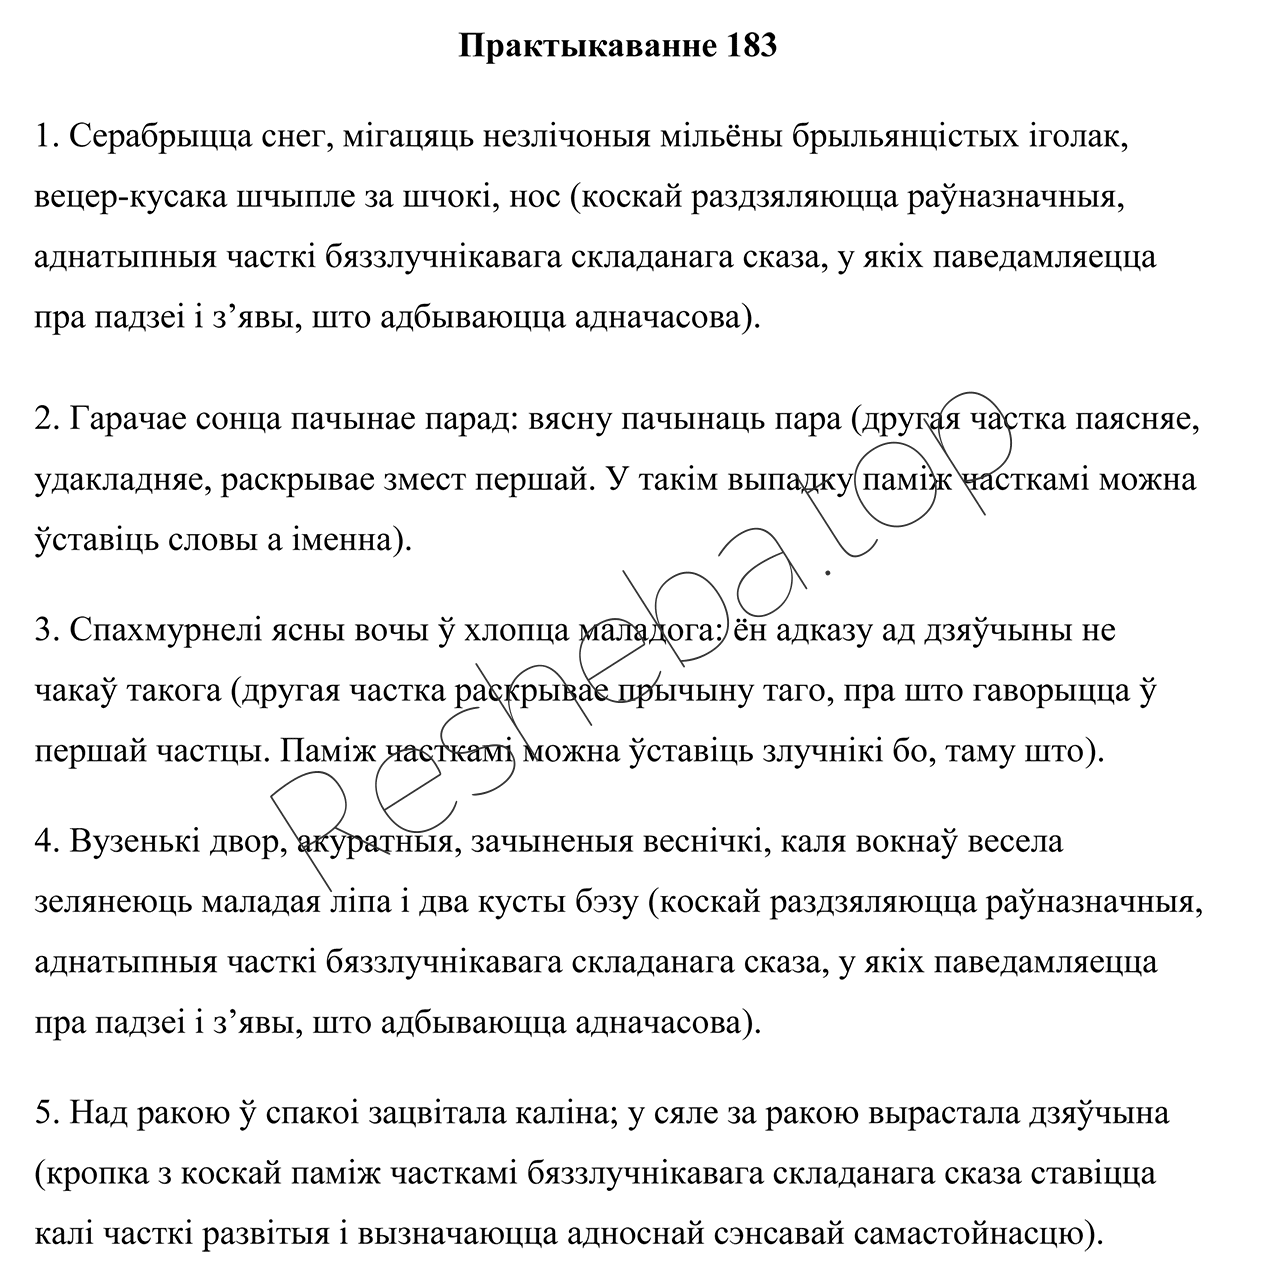 Практыкаванне 183
1. Серабрыцца снег, мігацяць незлічоныя мільёны брыльянцістых іголак,
вецер-кусака шчыпле за шчокі, нос (коскай раздзяляюцца раўназначныя,
аднатыпныя часткі бяззлучнікавага складанага сказа, у якіх паведамляецца
пра падзеі і з’явы, што адбываюцца адначасова).
2. Гарачае сонца пачынае парад: вясну пачынаць пара (другая частка паясняе,
удакладняе, раскрывае змест першай. У такім выпадку паміж часткамі можна
ўставіць словы а іменна).
3. Спахмурнелі ясны вочы ў хлопца маладога: ён адказу ад дзяўчыны не
чакаў такога (другая частка раскрывае прычыну таго, пра што гаворыцца ў
першай частцы. Паміж часткамі можна ўставіць злучнікі бо, таму што).
4. Вузенькі двор, акуратныя, зачыненыя веснічкі, каля вокнаў весела
зелянеюць маладая ліпа і два кусты бэзу (коскай раздзяляюцца раўназначныя,
аднатыпныя часткі бяззлучнікавага складанага сказа, у якіх паведамляецца
пра падзеі і з’явы, што адбываюцца адначасова).
5. Над ракою ў спакоі зацвітала каліна; у сяле за ракою вырастала дзяўчына
(кропка з коскай паміж часткамі бяззлучнікавага складанага сказа ставіцца
калі часткі развітыя і вызначаюцца адноснай сэнсавай самастойнасцю).
Resheba.top